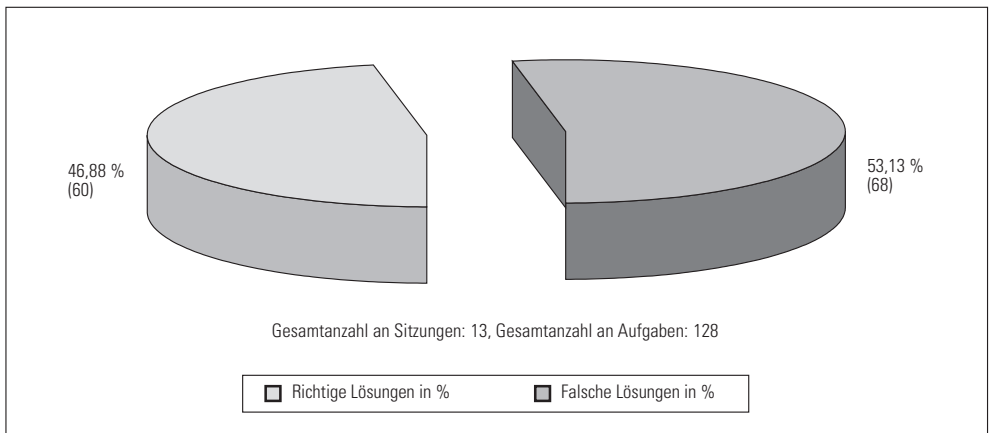 46,88 %
(60)
53,13 %
(68)
Gesamtanzahl an Sitzungen: 13, Gesamtanzahl an Aufgaben: 128
Richtige Lösungen in %
Falsche Lösungen in %